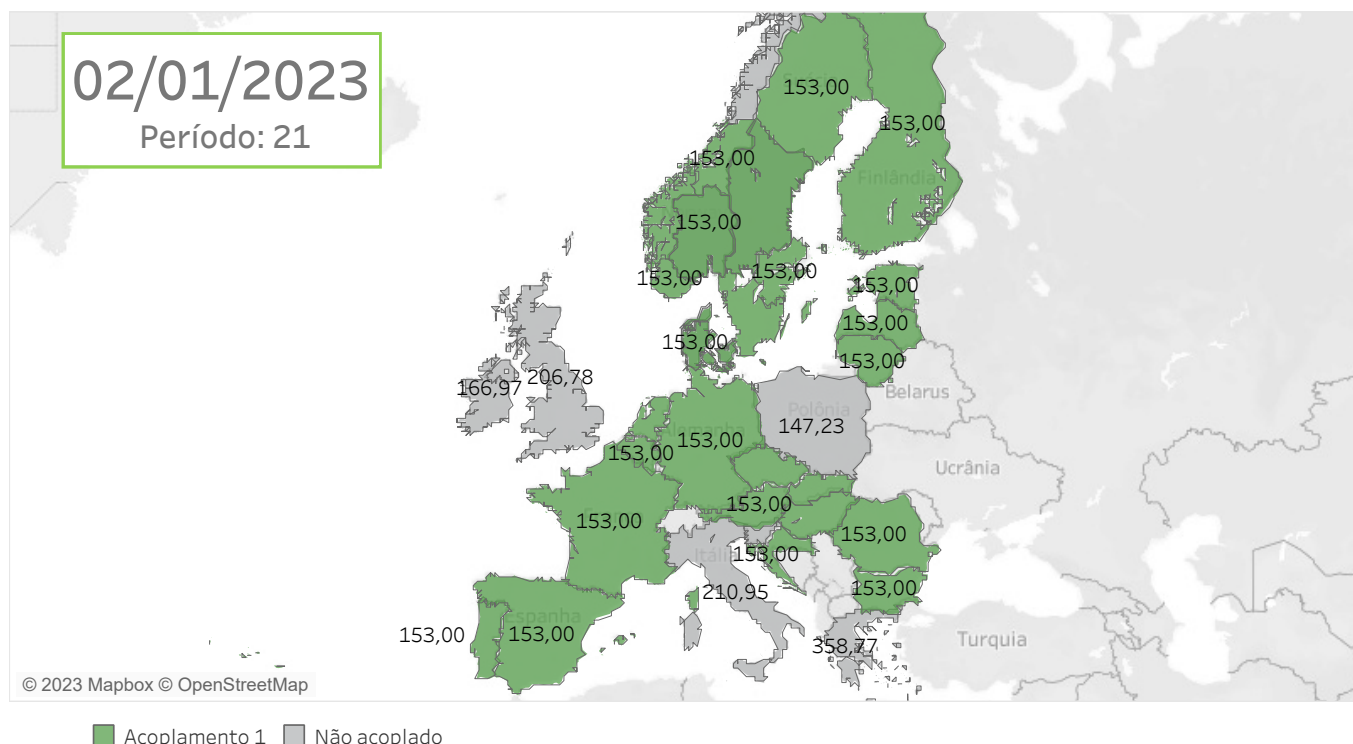 02/01/2023
Período: 21
153,00
153,00
153,00
Finlândia
153,00
153,00
153,00
153,00
153,00
153,00
153,00
166,97
206,78
Belarus
Polônia
147,23
Alemanha
153,00
153,00
Ucrânia
153,00
153,00
153,00
Itália
153,00
210,95
153,00
Espanha
153,00
153,00
Turquia
358,77
© 2023 Mapbox © OpenStreetMap
Acoplamento 1
Não acoplado